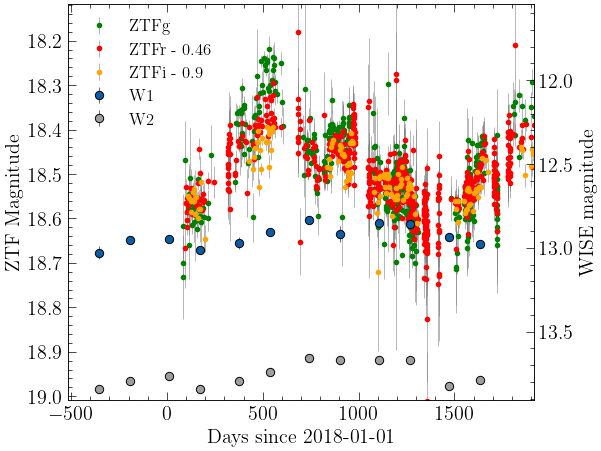 ZTFg
ZTFr - 0.46
ZTFi - 0.9
W1
W2
ZTF Magnitude
18.2
18.3
18.4
18.5
18.6
18.7
18.8
18.9
19.0
WISE magnitude
12.0
12.5
13.0
13.5
−500
0
500
1000
1500
Days since 2018-01-01